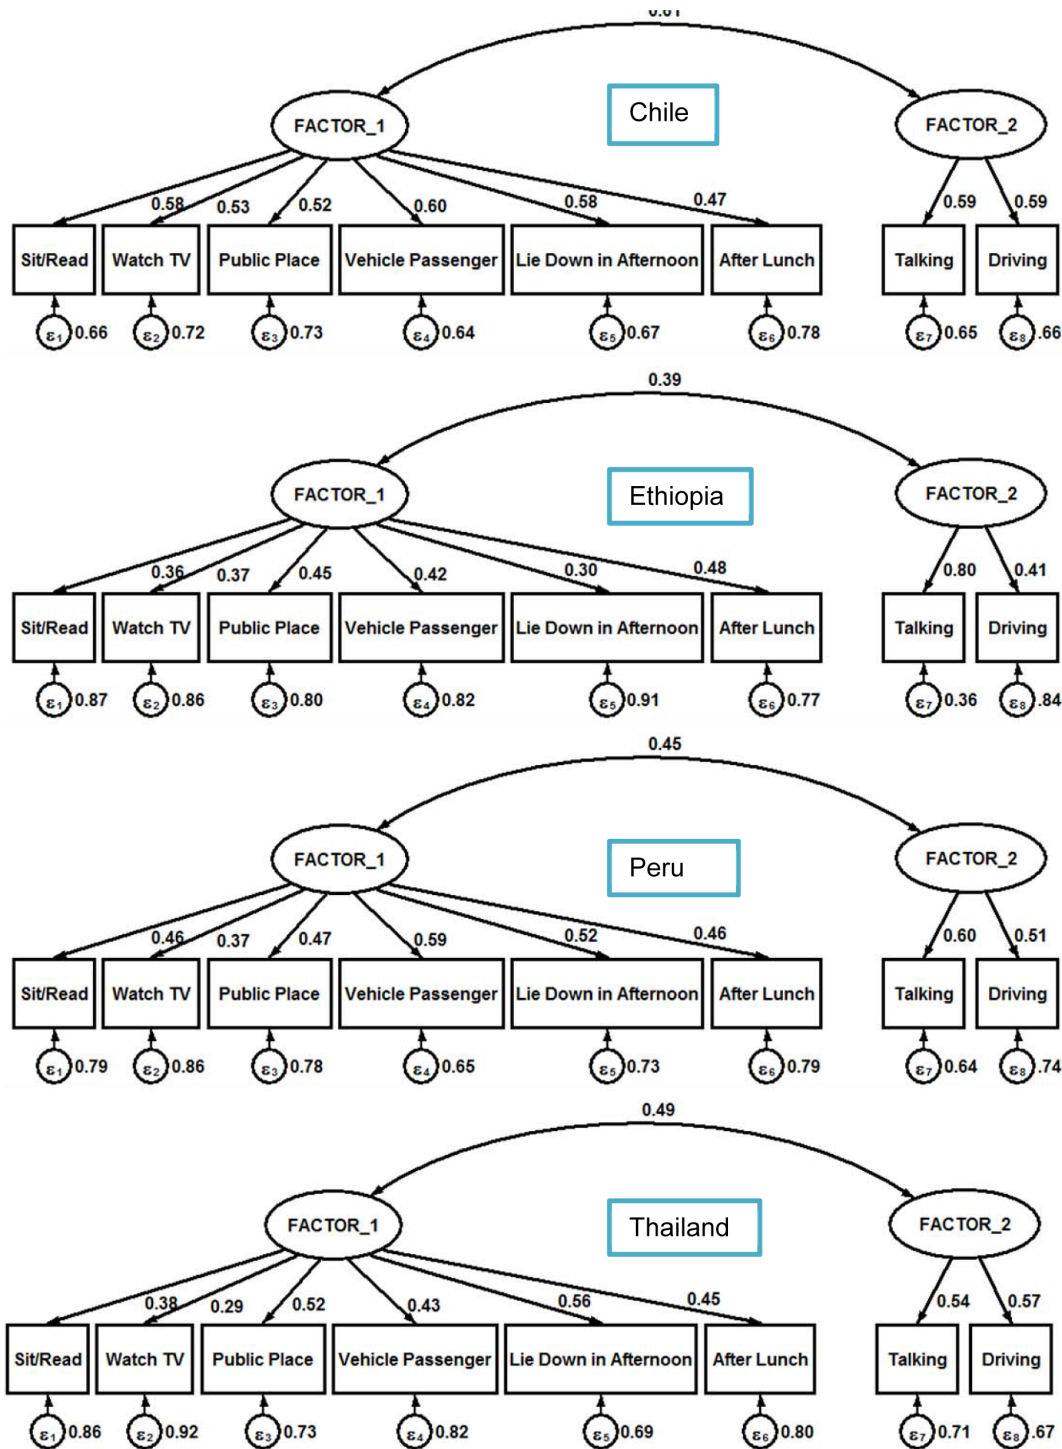 Chile
FACTOR_1
FACTOR_2
0.58 0.53 0.52 0.60 0.58 0.47 0.59 0.59
Sit/Read Watch TV Public Place Vehicle Passenger Lie Down in Afternoon After Lunch Talking Driving
ε1 0.66 ε2 0.72 ε3 0.73 ε4 0.64 ε5 0.67 ε6 0.78 ε7 0.65 ε8 .66
0.39
FACTOR_1 Ethiopia FACTOR_2
0.36 0.37 0.45 0.42 0.30 0.48 0.80 0.41
Sit/Read Watch TV Public Place Vehicle Passenger Lie Down in Afternoon After Lunch Talking Driving
ε1 0.87 ε2 0.86 ε3 0.80 ε4 0.82 ε5 0.91 ε6 0.77 ε7 0.36 ε8 .84
0.45
FACTOR_1 Peru FACTOR_2
0.46 0.37 0.47 0.59 0.52 0.46 0.60 0.51
Sit/Read Watch TV Public Place Vehicle Passenger Lie Down in Afternoon After Lunch Talking Driving
ε1 0.79 ε2 0.86 ε3 0.78 ε4 0.65 ε5 0.73 ε6 0.79 ε7 0.64 ε8 .74
0.49
FACTOR_1 Thailand FACTOR_2
0.38 0.29 0.52 0.43 0.56 0.45 0.54 0.57
Sit/Read Watch TV Public Place Vehicle Passenger Lie Down in Afternoon After Lunch Talking Driving
ε1 0.86 ε2 0.92 ε3 0.73 ε4 0.82 ε5 0.69 ε6 0.80 ε7 0.71 ε8 .67